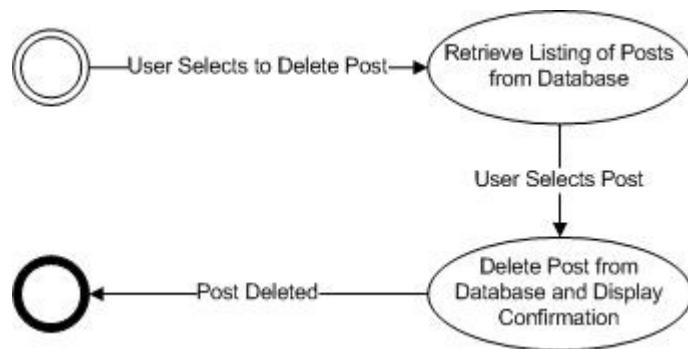 User Selects to Delete Post
Retrieve Listing of Posts
from Database
User Selects Post
Delete Post from
Database and Display
Confirmation
Post Deleted